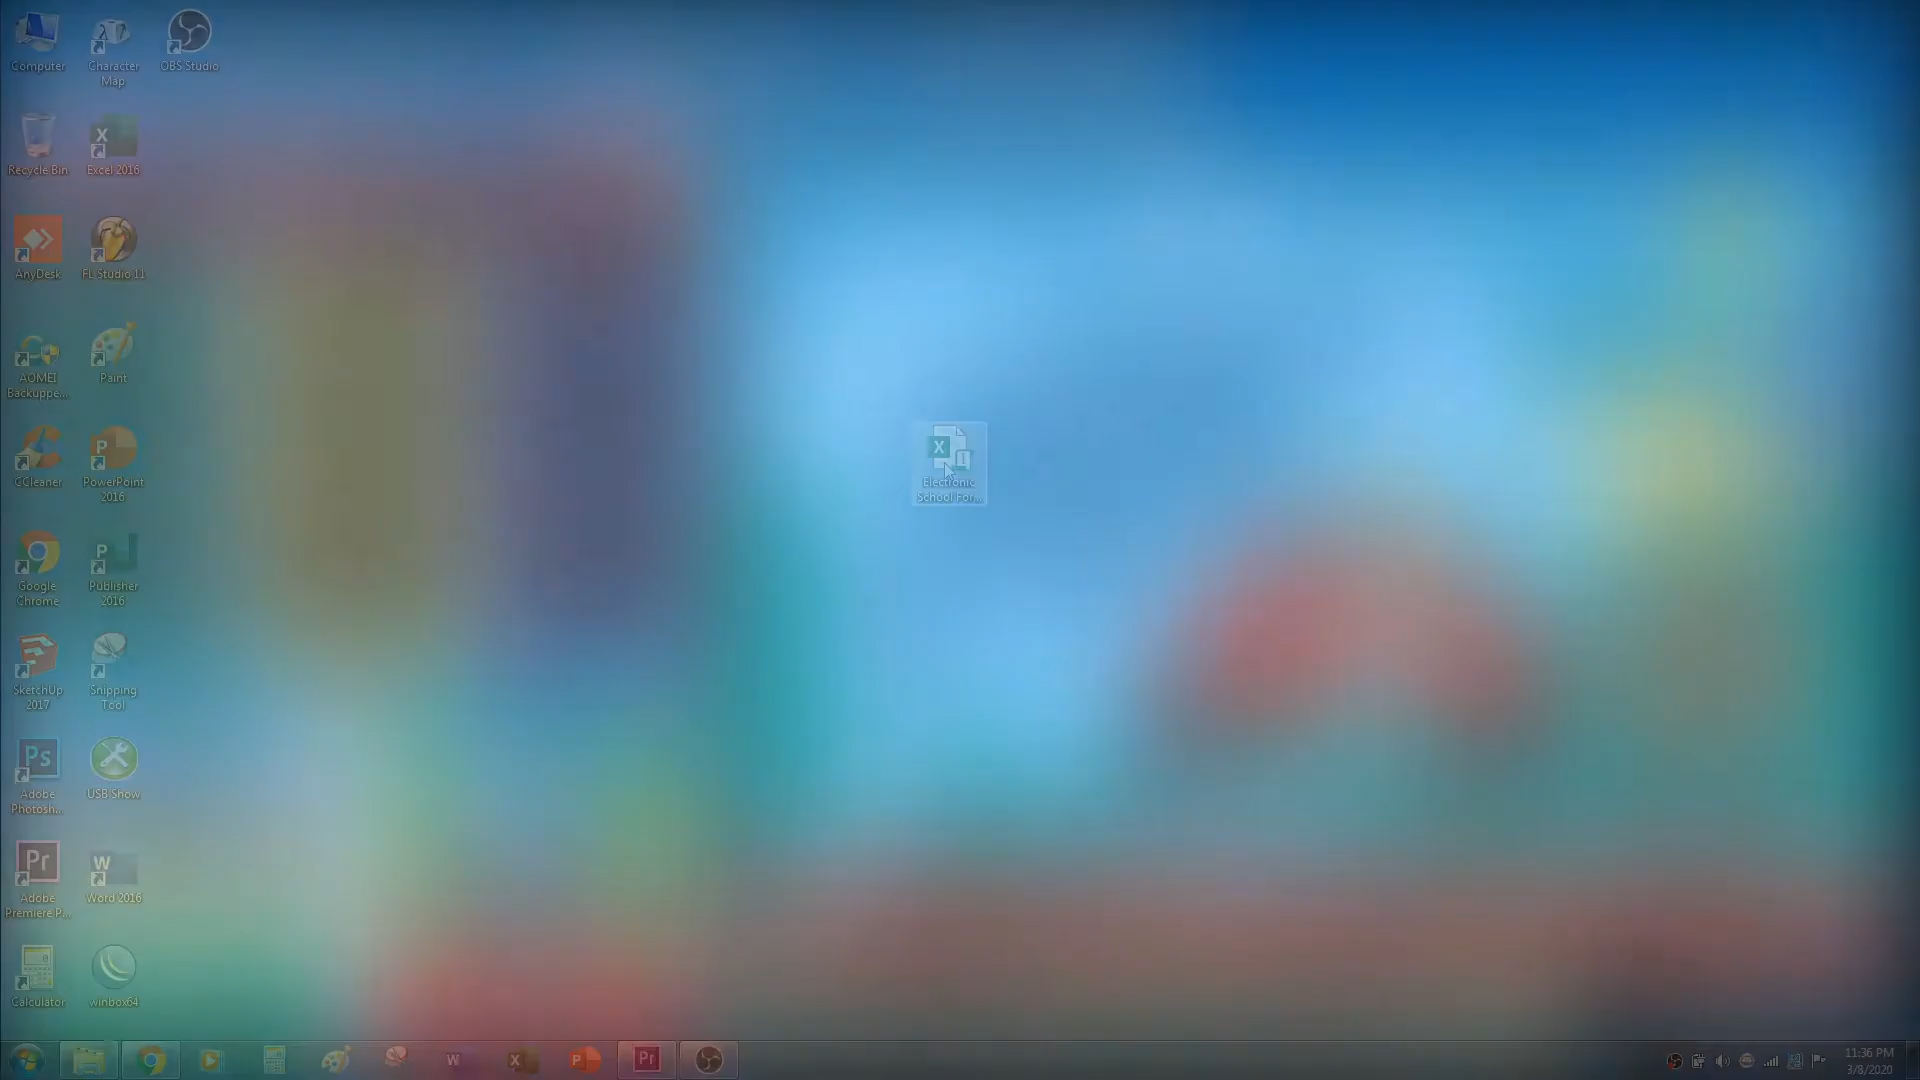 Computer
Character
Map
OBS Studio
Recycle Bin
Excel 2016
AnyDesk
FL Studio 11
AOMEI
Backuppe...
Paint
CCleaner
PowerPoint
2016
Google
Chrome
Publisher
2016
SketchUp
2017
Snipping
Tool
Adobe
Photosh...
USB Show
Adobe
Premiere P...
Word 2016
Calculator
winbox64
Electronic
School For...
11:36 PM
3/8/2020